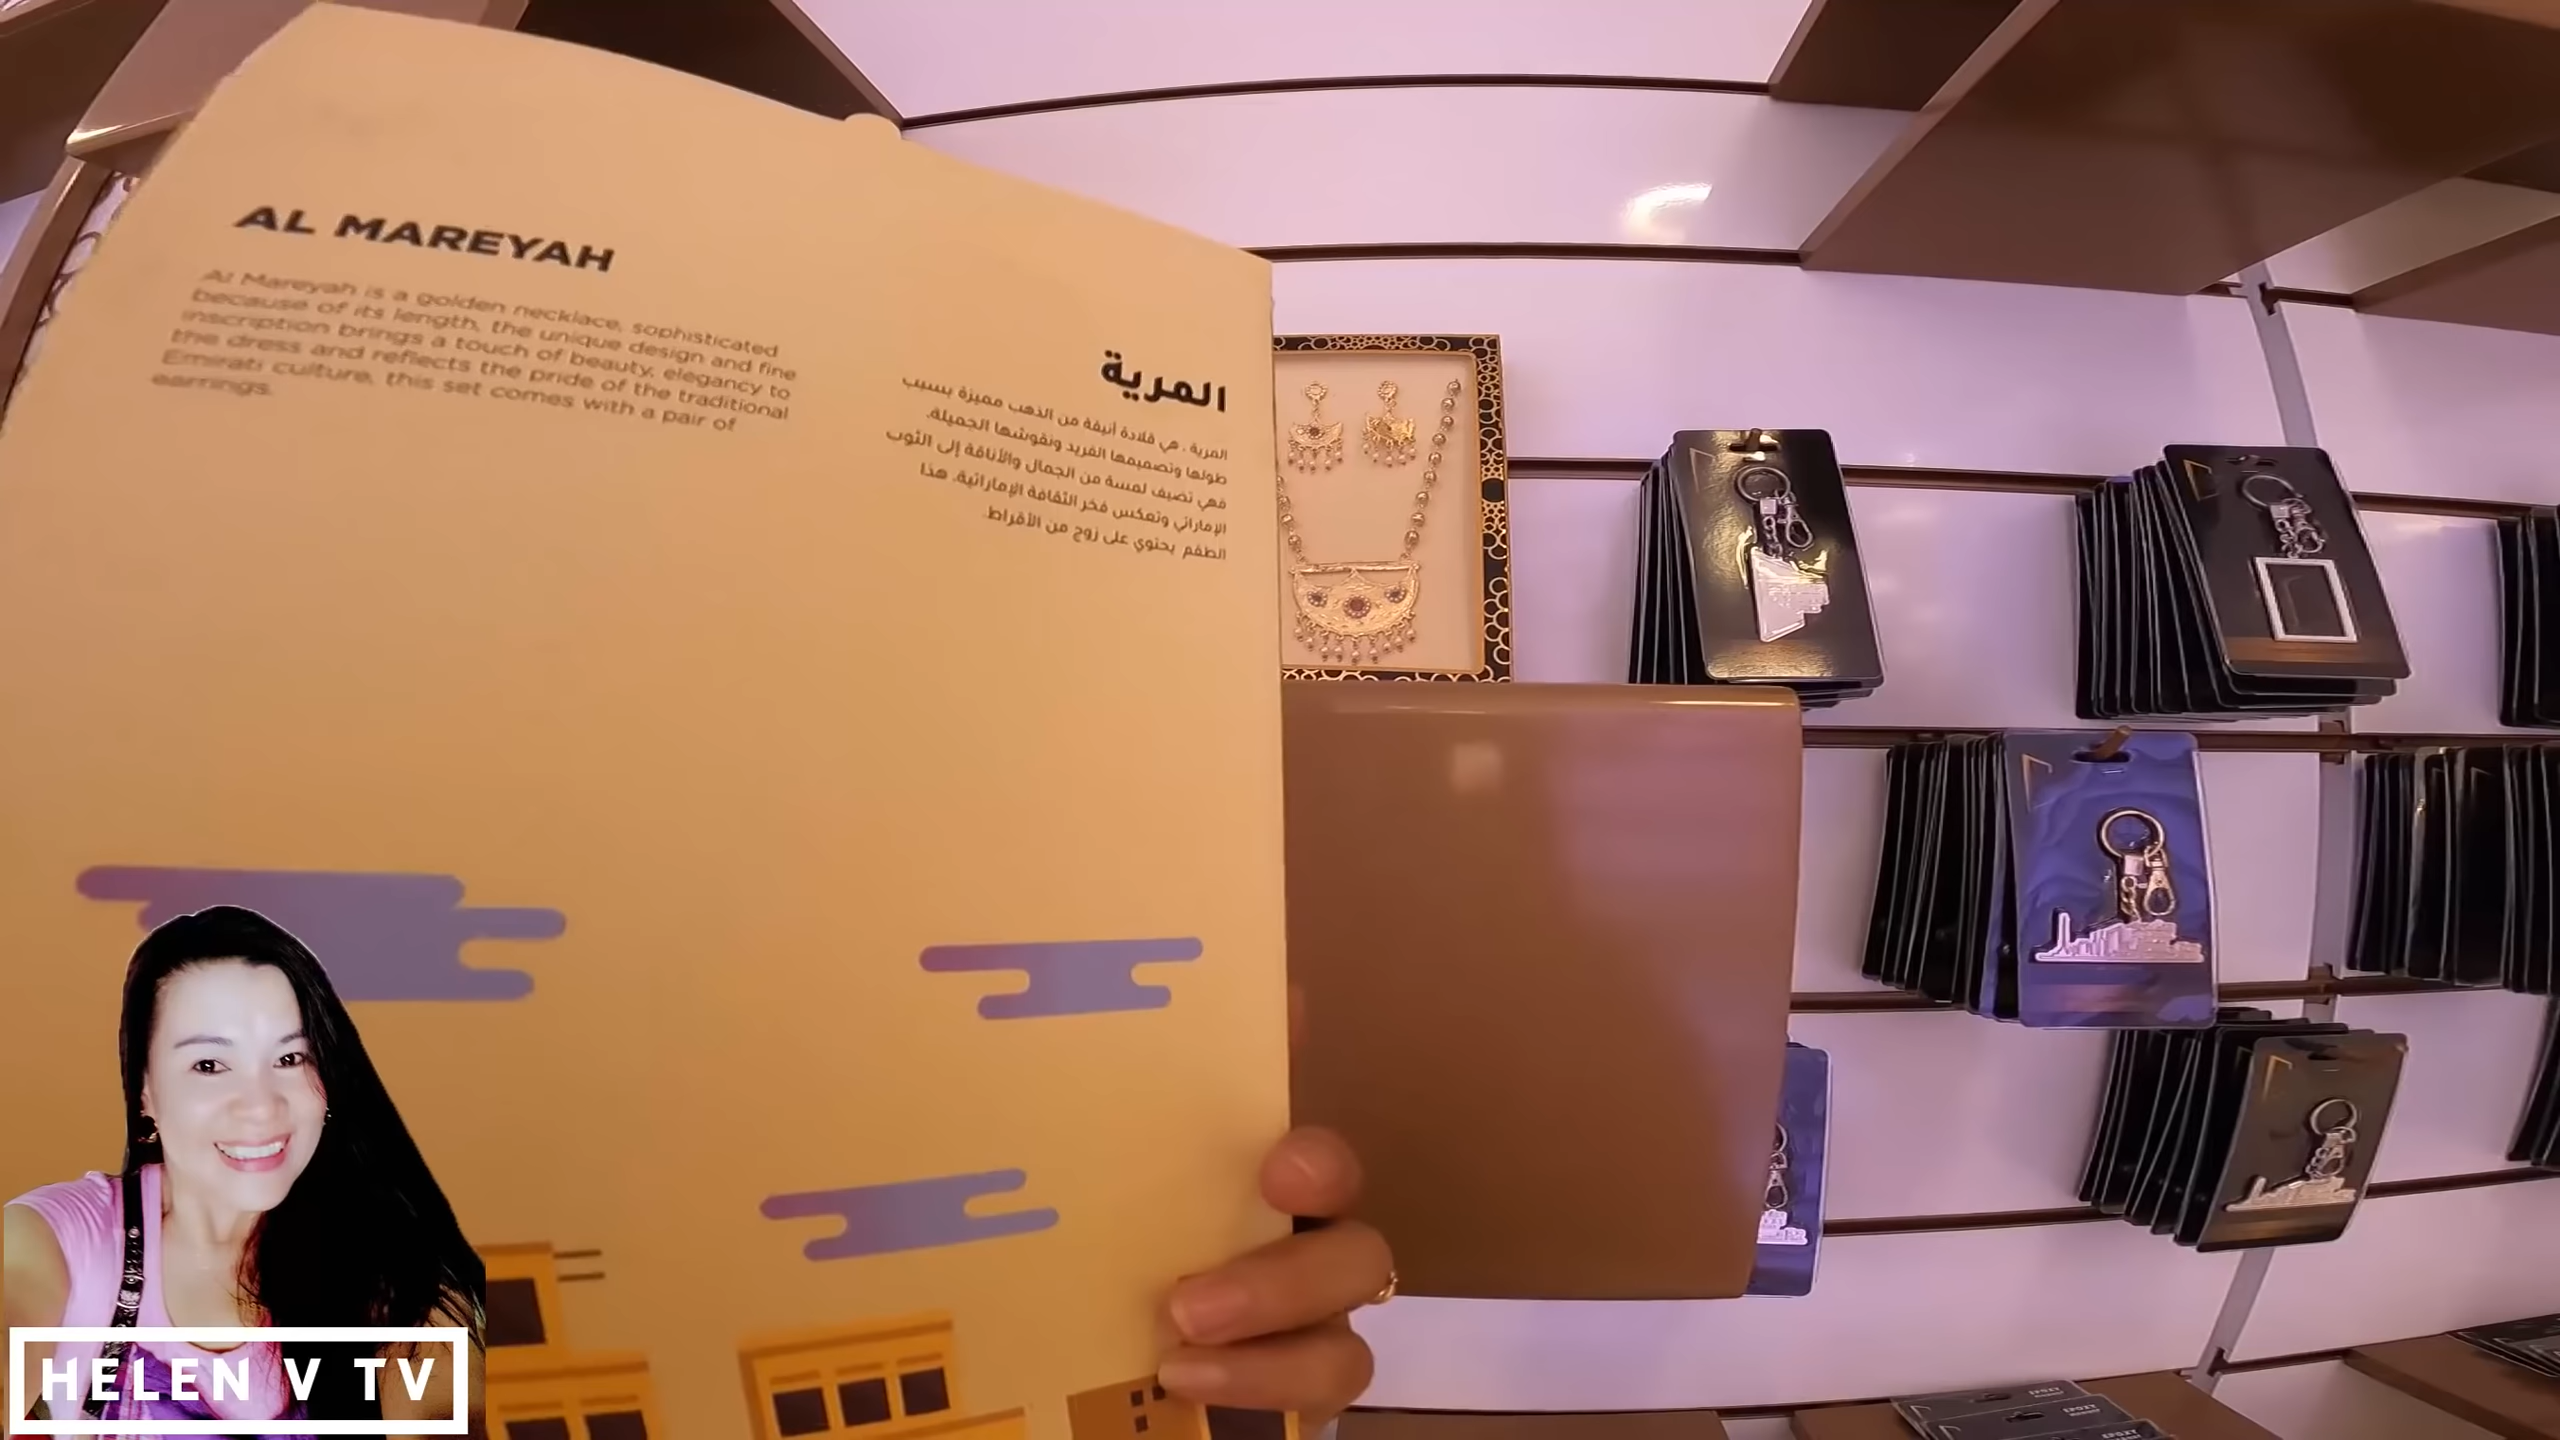 AL MAREYAH
Al Mareyah is a golden necklace, sophisticated
because of its length, the unique design and fine
inscription brings a touch of beauty, elegancy to
the dress and reflects the pride of the traditional
Emirati culture, this set comes with a pair of
earrings.
المرية
المرية . هي قلادة أنيقة من الذهب مميزة بسبب
طولها وتصميمها الفريد ونقوشها الجميلة.
فهي تضيف لمسة من الجمال والأناقة إلى الثوب
الإماراتي وتعكس فخر الثقافة الإماراتية. هذا
الطقم يحتوي على زوج من الأقراط.
HELEN V TV
EPOXY
EPOXY
EPOXY